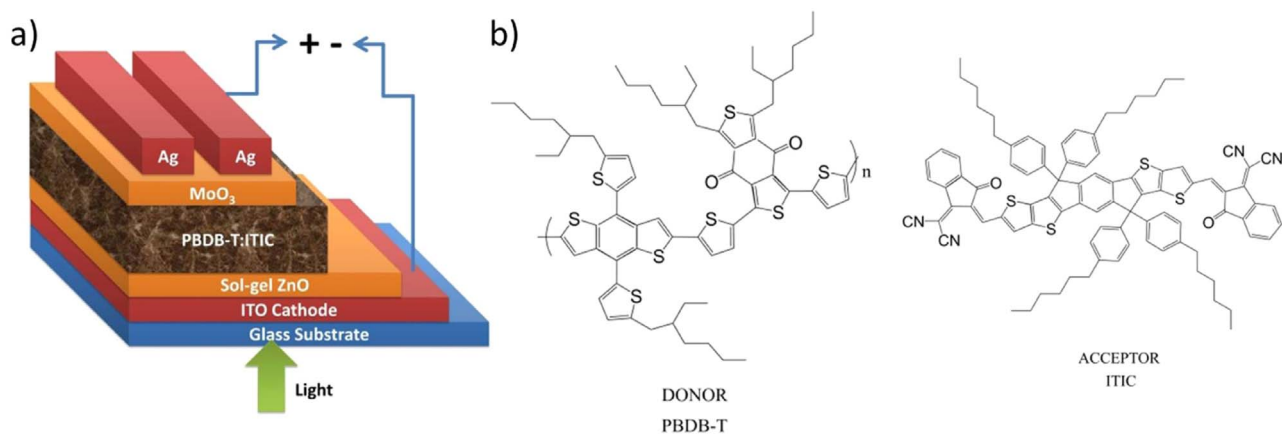 a)
+ -
Ag Ag
MoO3
PBDB-T:ITIC
Sol-gel ZnO
ITO Cathode
Glass Substrate
Light
b)
S
S
O
O
S
S
S
n
S
S
S
S
DONOR
PBDB-T
O
CN
CN
S
S
S
S
CN
CN
O
ACCEPTOR
ITIC